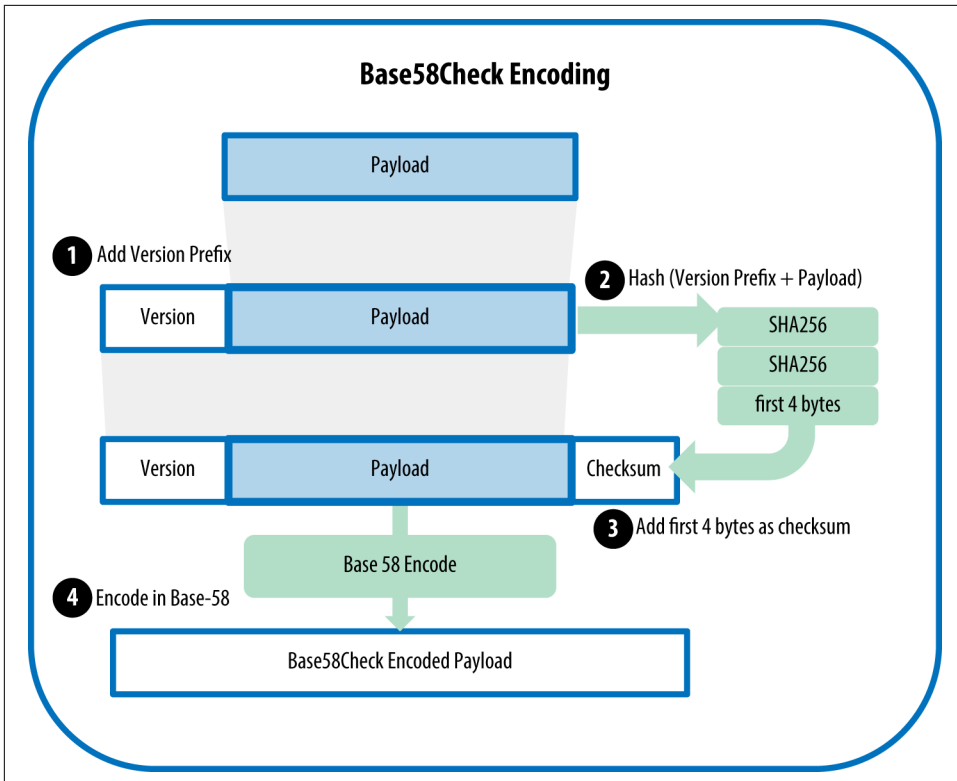 Base58Check Encoding
Payload
1 Add Version Prefix
2 Hash (Version Prefix + Payload)
Version
Payload
SHA256
SHA256
first 4 bytes
Version
Payload
Checksum
3 Add first 4 bytes as checksum
Base 58 Encode
4 Encode in Base-58
Base58Check Encoded Payload